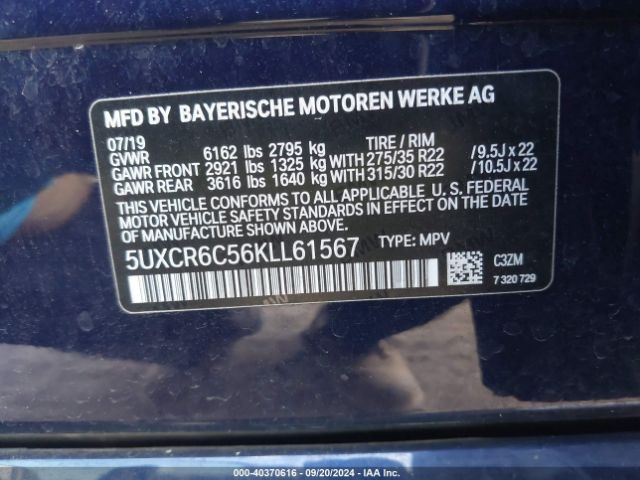 MFD BY BAYERISCHE MOTOREN WERKE AG
07/19
GVWR 6162 lbs 2795 kg TIRE / RIM
GAWR FRONT 2921 lbs 1325 kg WITH 275/35 R22 / 9.5J x 22
GAWR REAR 3616 lbs 1640 kg WITH 315/30 R22 / 10.5J x 22
THIS VEHICLE CONFORMS TO ALL APPLICABLE U. S. FEDERAL
MOTOR VEHICLE SAFETY STANDARDS IN EFFECT ON THE DATE
OF MANUFACTURE SHOWN ABOVE.
5UXCR6C56KLL61567 TYPE: MPV
C3ZM
7 320 729
000-40370616 - 09/20/2024 - IAA Inc.